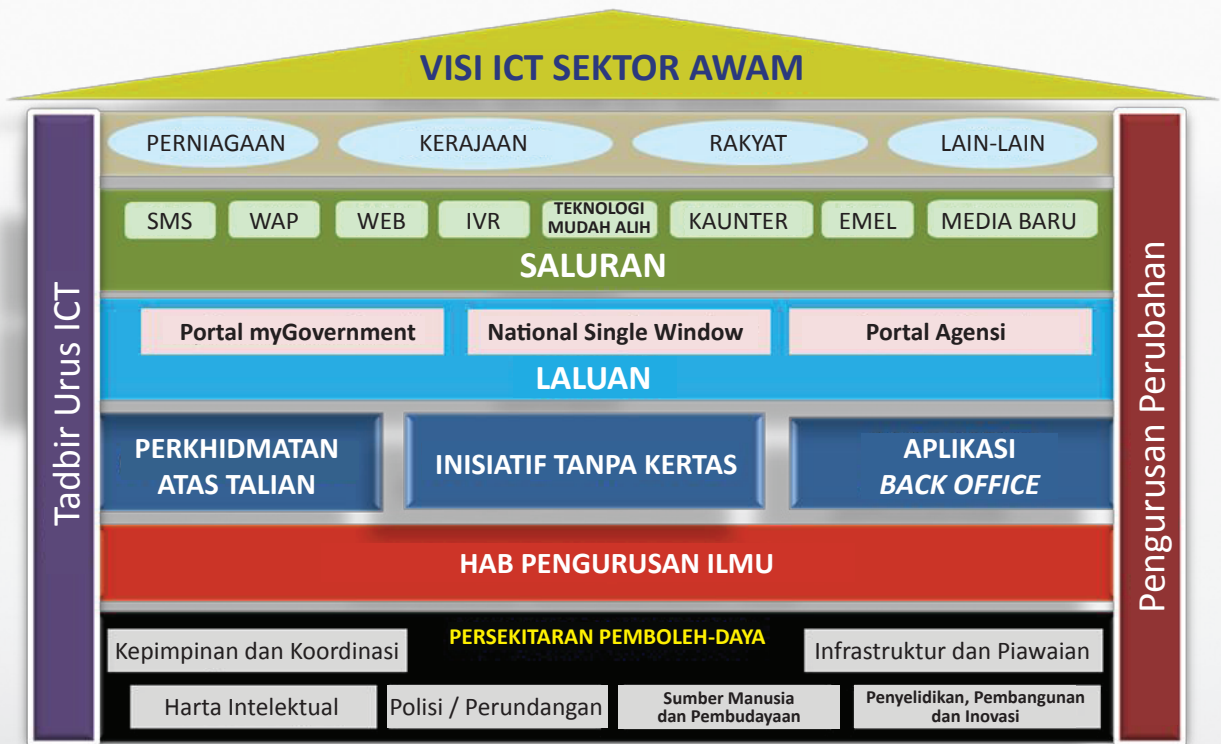 VISI ICT SEKTOR AWAM
PERNIAGAAN
KERAJAAN
RAKYAT
LAIN-LAIN
SMS
WAP
WEB
IVR
TEKNOLOGI
MUDAH ALIH
KAUNTER
EMEL
MEDIA BARU
SALURAN
Portal myGovernment
National Single Window
Portal Agensi
LALUAN
PERKHIDMATAN
ATAS TALIAN
INISIATIF TANPA KERTAS
APLIKASI
BACK OFFICE
HAB PENGURUSAN ILMU
PERSEKITARAN PEMBOLEH-DAYA
Kepimpinan dan Koordinasi
Infrastruktur dan Piawaian
Harta Intelektual
Polisi / Perundangan
Sumber Manusia
dan Pembudayaan
Penyelidikan, Pembangunan
dan Inovasi
Tadbir Urus ICT
Pengurusan Perubahan